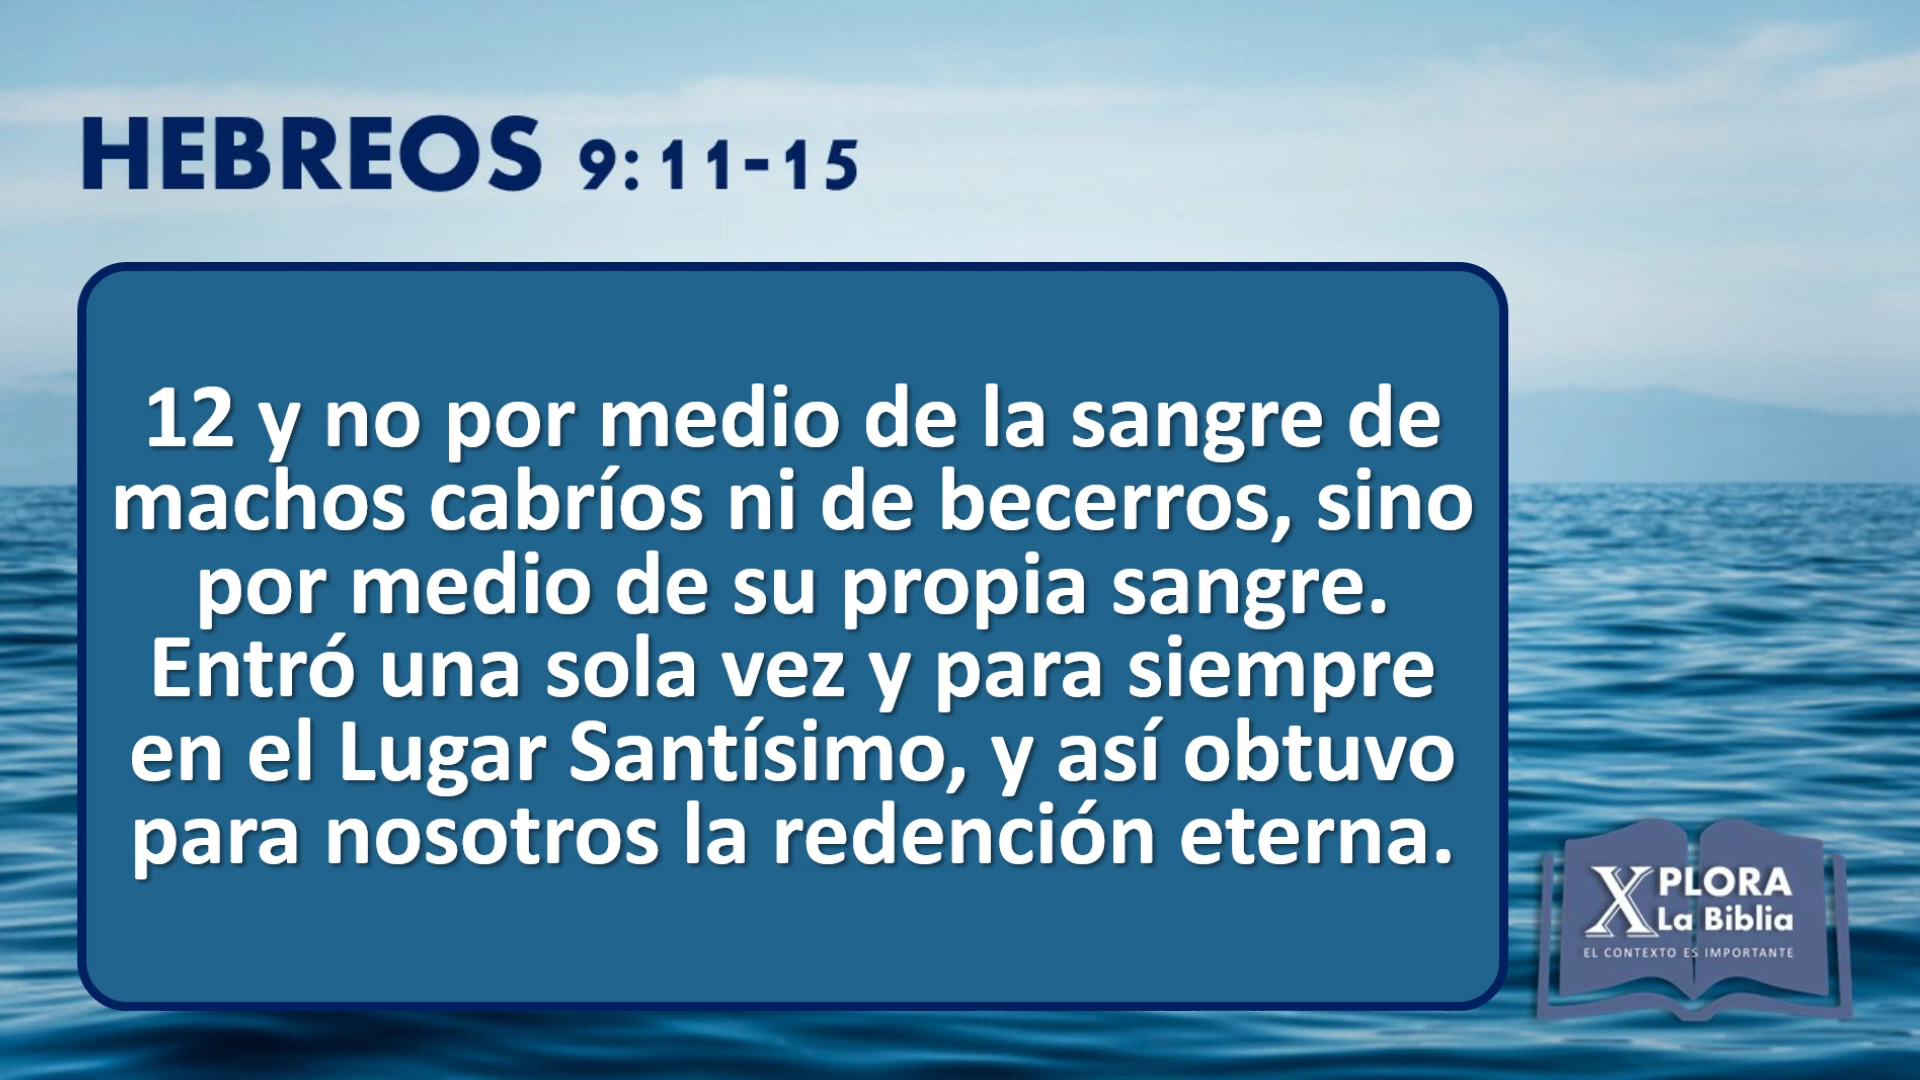 HEBREOS 9:11-15
12 y no por medio de la sangre de
machos cabríos ni de becerros, sino
por medio de su propia sangre.
Entró una sola vez y para siempre
en el Lugar Santísimo, y así obtuvo
para nosotros la redención eterna.
XPLORA
La Biblia
EL CONTEXTO ES IMPORTANTE